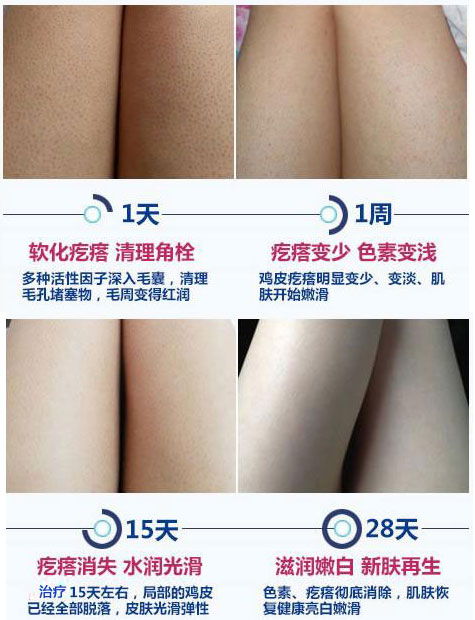 1天
软化疙瘩 清理角栓
多种活性因子深入毛囊，清理
毛孔堵塞物，毛周变得红润
1周
疙瘩变少 色素变浅
鸡皮疙瘩明显变少、变淡、肌
肤开始嫩滑
15天
疙瘩消失 水润光滑
治疗 15天左右，局部的鸡皮
已经全部脱落，皮肤光滑弹性
28天
滋润嫩白 新肤再生
色素、疙瘩彻底消除，肌肤恢
复健康亮白嫩滑